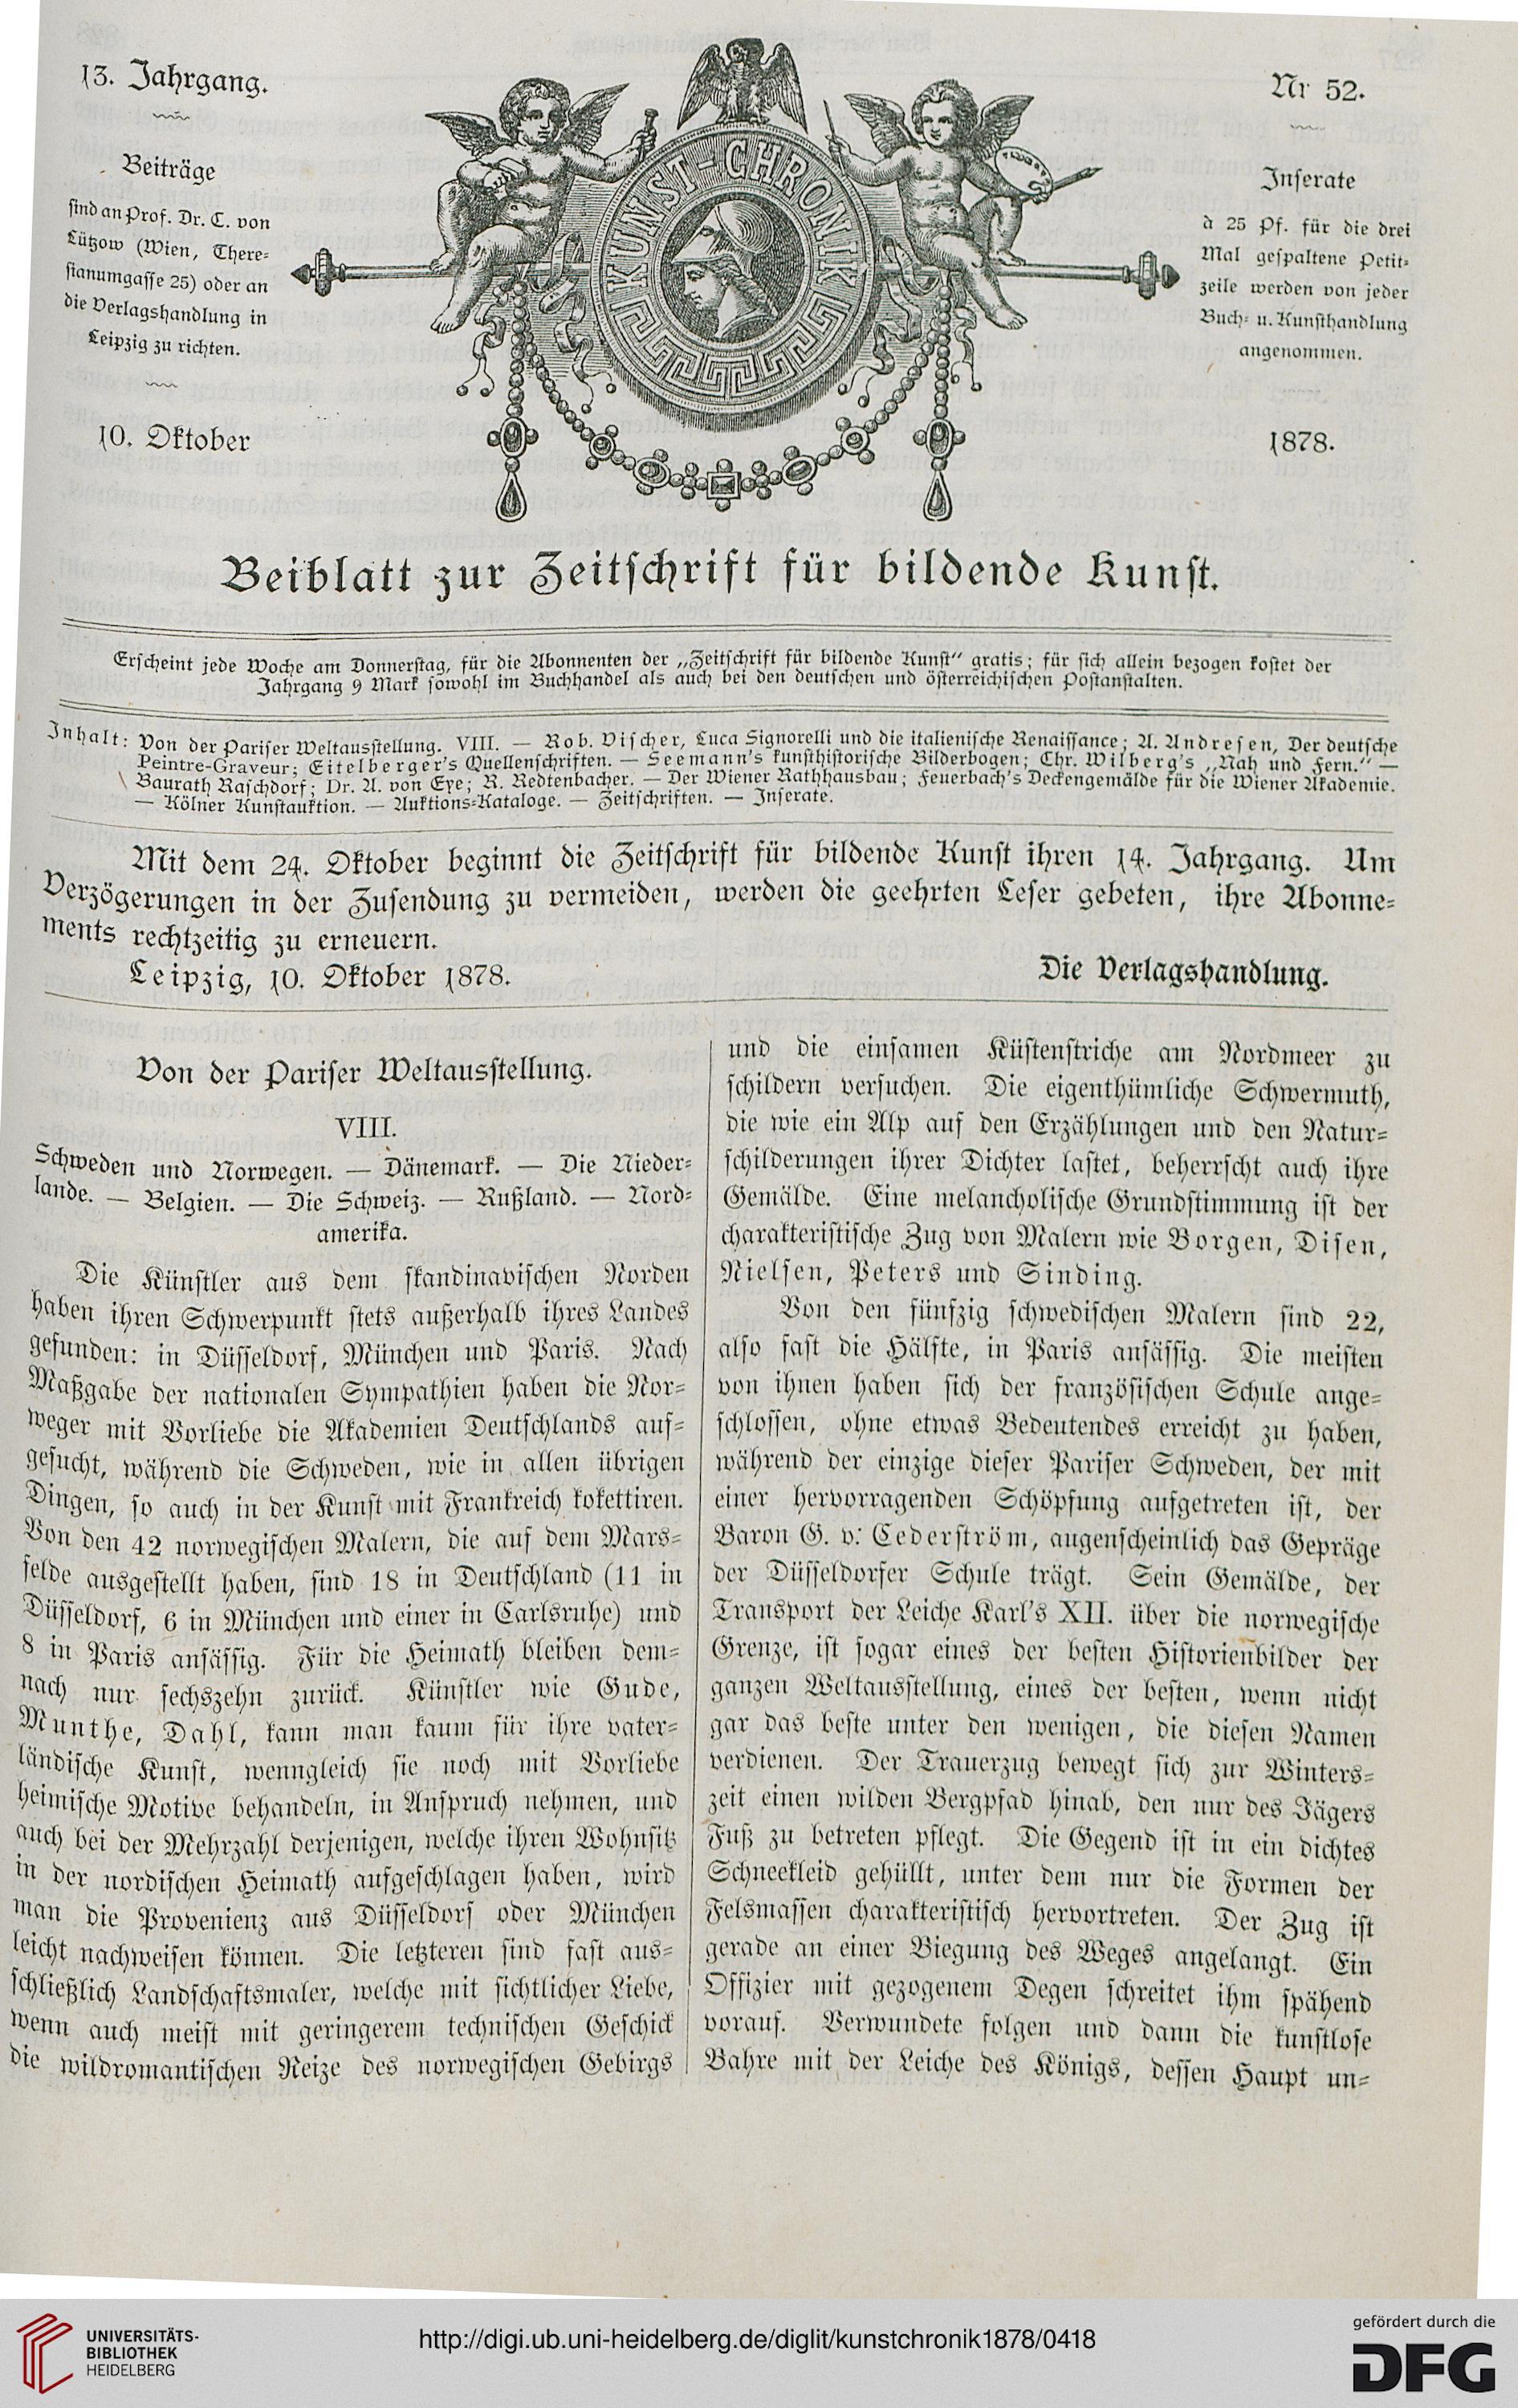 13. Jahrgang.
Beiträge
sind an Prof. Dr. C. von
Lützow (Wien, There-
sianumgasse 25) oder an
die Verlagshandlung in
Leipzig zu richten.
10. Oktober
KUNST-CHRONIK
Nr 52.
Inserate
à 25 Pf. für die drei
Mal gespaltene Petit-
zeile werden von jeder
Buch- u. Kunsthandlung
angenommen.
1878.
Beiblatt zur Zeitschrift für bildende Kunst.
Erscheint jede Woche am Donnerstag, für die Abonnenten der „Zeitschrift für bildende Kunst“ gratis; für sich allein bezogen kostet der
Jahrgang 9 Mark sowohl im Buchhandel als auch bei den deutschen und österreichischen Postanstalten.
Inhalt: Von der Pariser Weltausstellung. VIII. — Rob. Vischer, Luca Signorelli und die italienische Renaissance; A. Andresen, Der deutsche
Peintre-Graveur; Eitelberger's Quellenschriften. — Seemann's kunsthistorische Bilderbogen; Chr. Wilberg's „Nah und Fern.“ —
Baurath Raschdorf; Dr. A. von Eye; R. Redtenbacher. — Der Wiener Rathhausbau; Feuerbach's Deckengemälde für die Wiener Akademie.
— Kölner Kunstauktion. — Auktions-Kataloge. — Zeitschriften. — Inserate.
Mit dem 24. Oktober beginnt die Zeitschrift für bildende Kunst ihren 14. Jahrgang. Um
Verzögerungen in der Zusendung zu vermeiden, werden die geehrten Leser gebeten, ihre Abonne-
ments rechtzeitig zu erneuern.
Leipzig, 10. Oktober 1878.
Die Verlagshandlung.
Von der Pariser Weltausstellung.
VIII.
Schweden und Norwegen. — Dänemark. — Die Nieder-
lande. — Belgien. — Die Schweiz. — Rußland. — Nord-
amerika.
Die Künstler aus dem skandinavischen Norden
haben ihren Schwerpunkt stets außerhalb ihres Landes
gefunden: in Düsseldorf, München und Paris. Nach
Maßgabe der nationalen Sympathien haben die Nor-
weger mit Vorliebe die Akademien Deutschlands auf-
gesucht, während die Schweden, wie in allen übrigen
Dingen, so auch in der Kunst mit Frankreich kokettiren.
Von den 42 norwegischen Malern, die auf dem Mars-
felde ausgestellt haben, sind 18 in Deutschland (11 in
Düsseldorf, 6 in München und einer in Carlsruhe) und
8 in Paris ansässig. Für die Heimath bleiben dem-
nach nur sechszehn zurück. Künstler wie Gude,
Munthe, Dahl, kann man kaum für ihre vater-
ländische Kunst, wenngleich sie noch mit Vorliebe
heimische Motive behandeln, in Anspruch nehmen, und
auch bei der Mehrzahl derjenigen, welche ihren Wohnsitz
in der nordischen Heimath aufgeschlagen haben, wird
man die Provenienz aus Düsseldorf oder München
leicht nachweisen können. Die letzteren sind fast aus-
schließlich Landschaftsmaler, welche mit sichtlicher Liebe,
wenn auch meist mit geringerem technischen Geschick
die wildromantischen Reize des norwegischen Gebirgs
und die einsamen Küstenstriche am Nordmeer zu
schildern versuchen. Die eigenthümliche Schwermuth,
die wie ein Alp auf den Erzählungen und den Natur-
schilderungen ihrer Dichter lastet, beherrscht auch ihre
Gemälde. Eine melancholische Grundstimmung ist der
charakteristische Zug von Malern wie Borgen, Disen,
Nielsen, Peters und Sinding.
Von den fünfzig schwedischen Malern sind 22,
also fast die Hälfte, in Paris ansässig. Die meisten
von ihnen haben sich der französischen Schule ange-
schlossen, ohne etwas Bedeutendes erreicht zu haben,
während der einzige dieser Pariser Schweden, der mit
einer hervorragenden Schöpfung aufgetreten ist, der
Baron G. v. Cederström, augenscheinlich das Gepräge
der Düsseldorfer Schule trägt. Sein Gemälde, der
Transport der Leiche Karl's XII. über die norwegische
Grenze, ist sogar eines der besten Historienbilder der
ganzen Weltausstellung, eines der besten, wenn nicht
gar das beste unter den wenigen, die diesen Namen
verdienen. Der Trauerzug bewegt sich zur Winters-
zeit einen wilden Bergpfad hinab, den nur des Jägers
Fuß zu betreten pflegt. Die Gegend ist in ein dichtes
Schneekleid gehüllt, unter dem nur die Formen der
Felsmassen charakteristisch hervortreten. Der Zug ist
gerade an einer Biegung des Weges angelangt. Ein
Offizier mit gezogenem Degen schreitet ihm spähend
vorauf. Verwundete folgen und dann die kunstlose
Bahre mit der Leiche des Königs, dessen Haupt un-
UNIVERSITÄTS-
BIBLIOTHEK
HEIDELBERG
http://digi.ub.uni-heidelberg.de/diglit/kunstchronik1878/0418
gefördert durch die
DFG